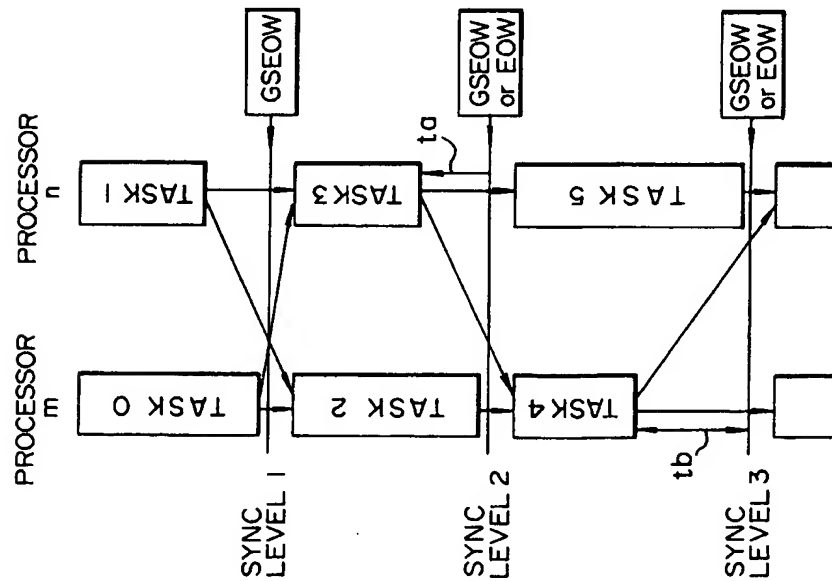 PROCESSOR
m
PROCESSOR
n
TASK 0
TASK 1
SYNC
LEVEL 1
GSEOW
TASK 2
TASK 3
ta
SYNC
LEVEL 2
GSEOW
or EOW
TASK 4
TASK 5
tb
SYNC
LEVEL 3
GSEOW
or EOW